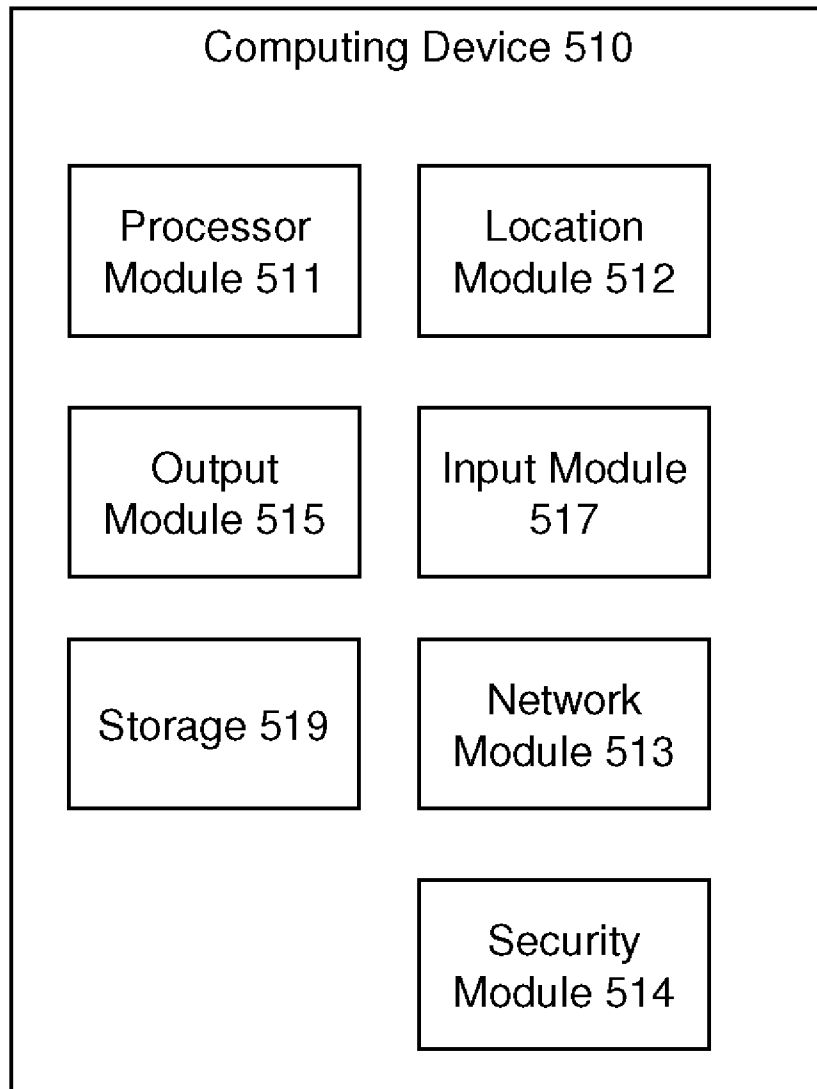 Computing Device 510
Processor
Module 511
Location
Module 512
Output
Module 515
Input Module
517
Storage 519
Network
Module 513
Security
Module 514